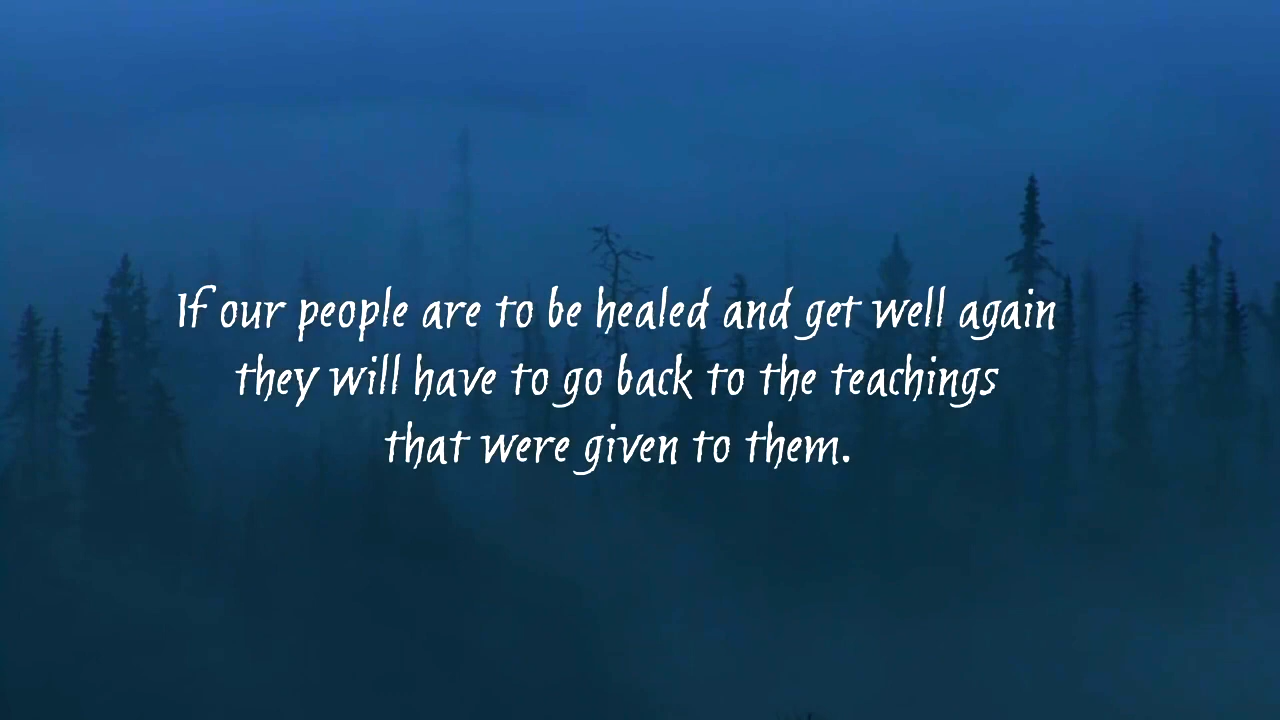 If our people are to be healed and get well again
they will have to go back to the teachings
that were given to them.